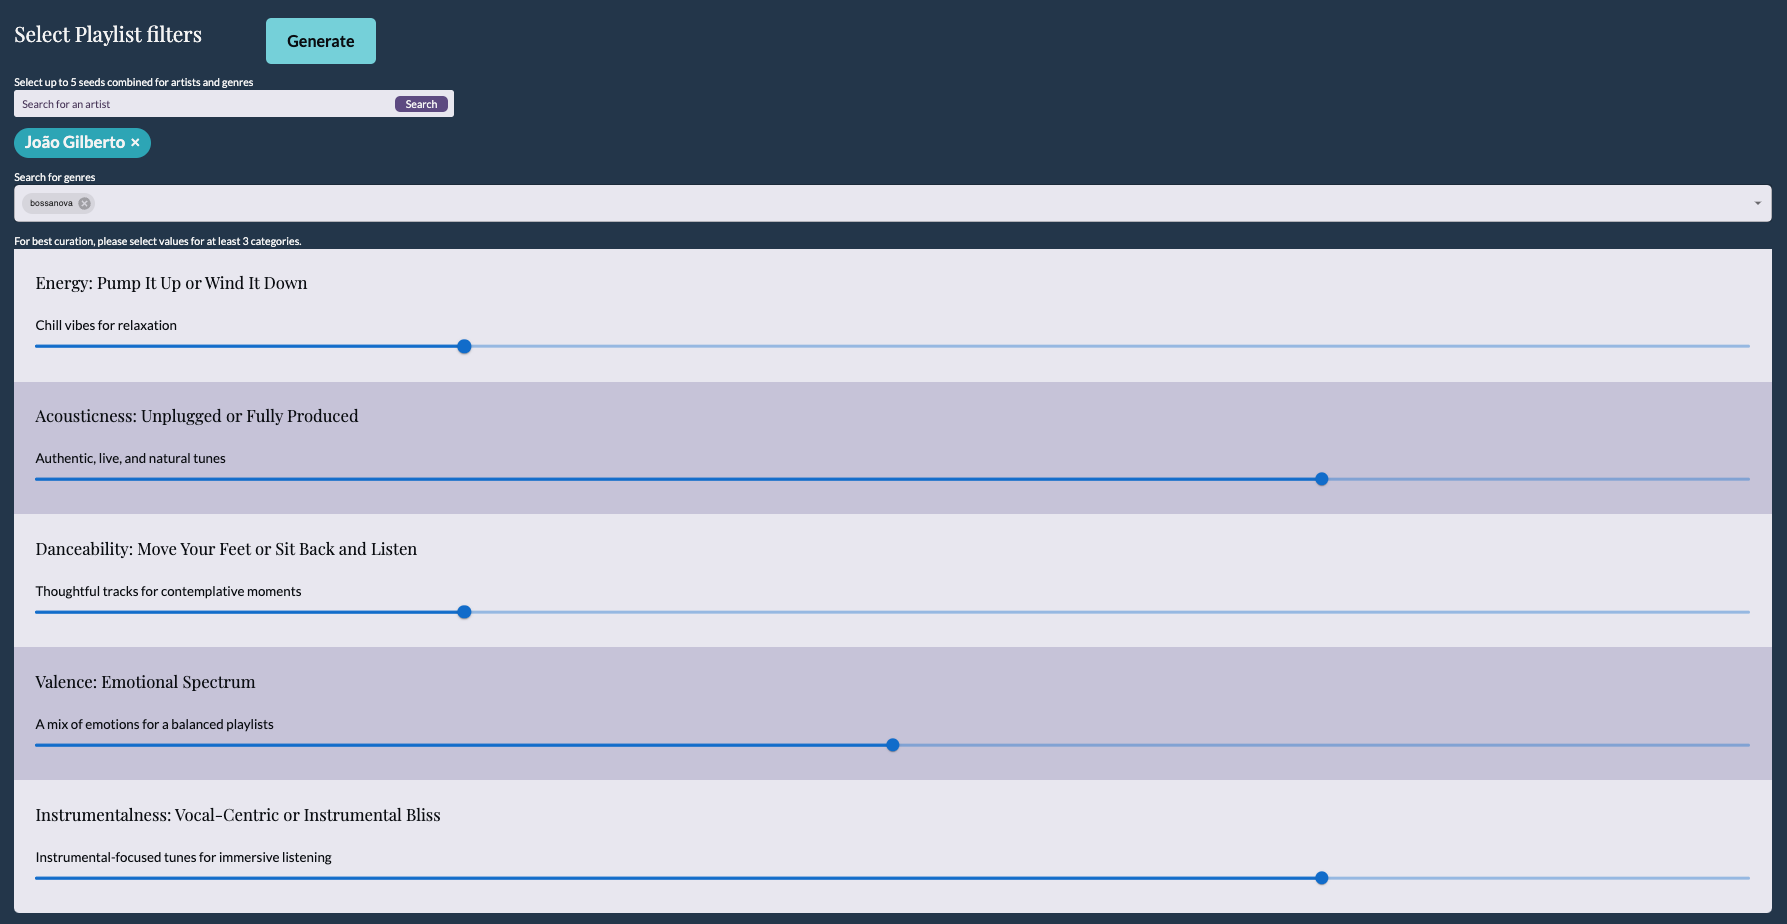 Select Playlist filters
Generate
Select up to 5 seeds combined for artists and genres
Search for an artist
Search
João Gilberto ×
Search for genres
bossanova
For best curation, please select values for at least 3 categories.
Energy: Pump It Up or Wind It Down
Chill vibes for relaxation
Acousticness: Unplugged or Fully Produced
Authentic, live, and natural tunes
Danceability: Move Your Feet or Sit Back and Listen
Thoughtful tracks for contemplative moments
Valence: Emotional Spectrum
A mix of emotions for a balanced playlists
Instrumentalness: Vocal-Centric or Instrumental Bliss
Instrumental-focused tunes for immersive listening